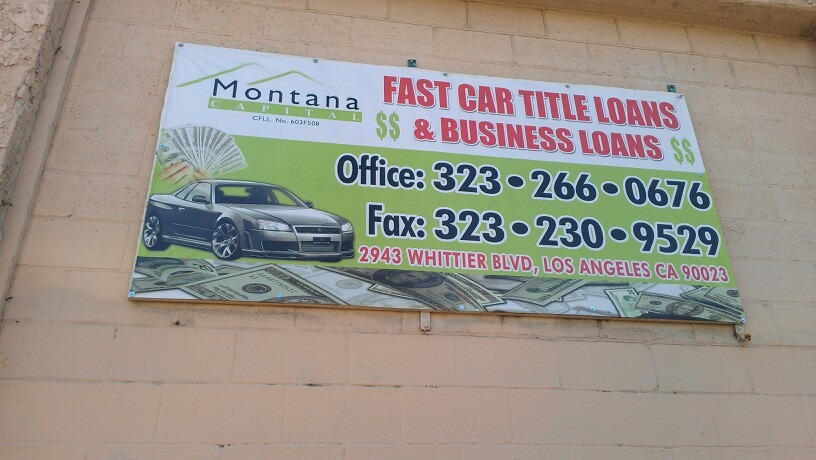 Montana
CAPITAL
CFLL. No. 603F508
FAST CAR TITLE LOANS
$$ & BUSINESS LOANS $$
Office: 323•266•0676
Fax: 323•230•9529
2943 WHITTIER BLVD, LOS ANGELES CA 90023